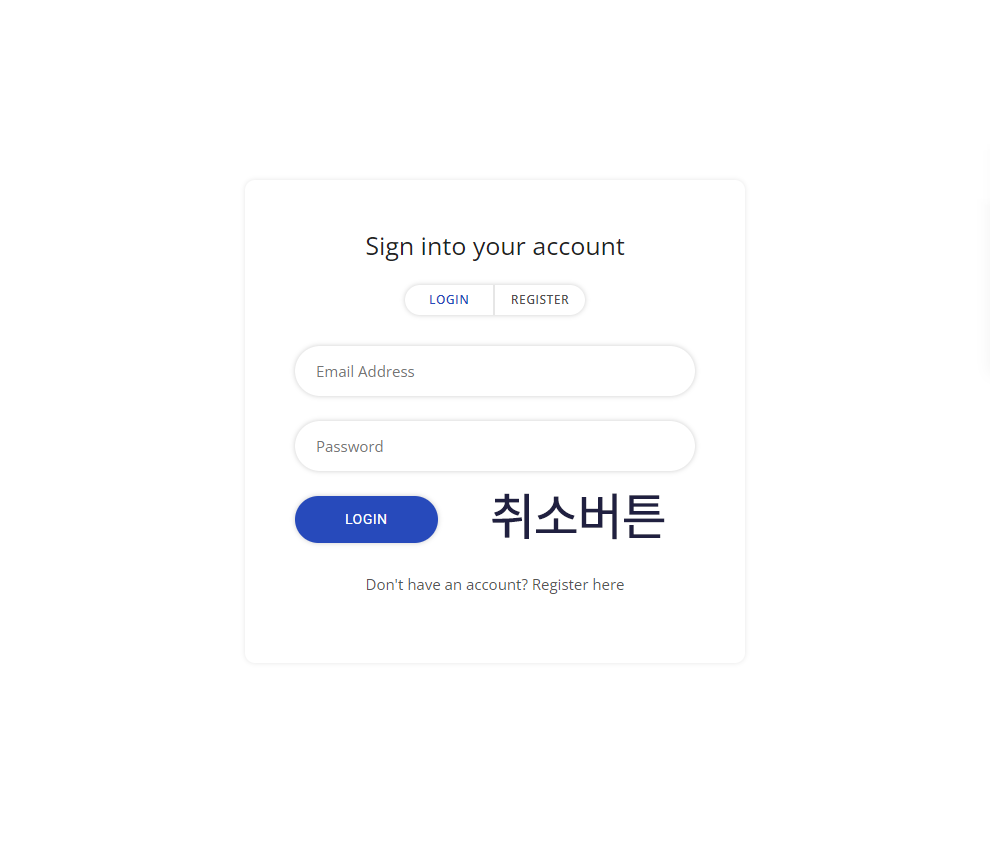 Sign into your account
LOGIN REGISTER
Email Address
Password
LOGIN 취소버튼
Don't have an account? Register here